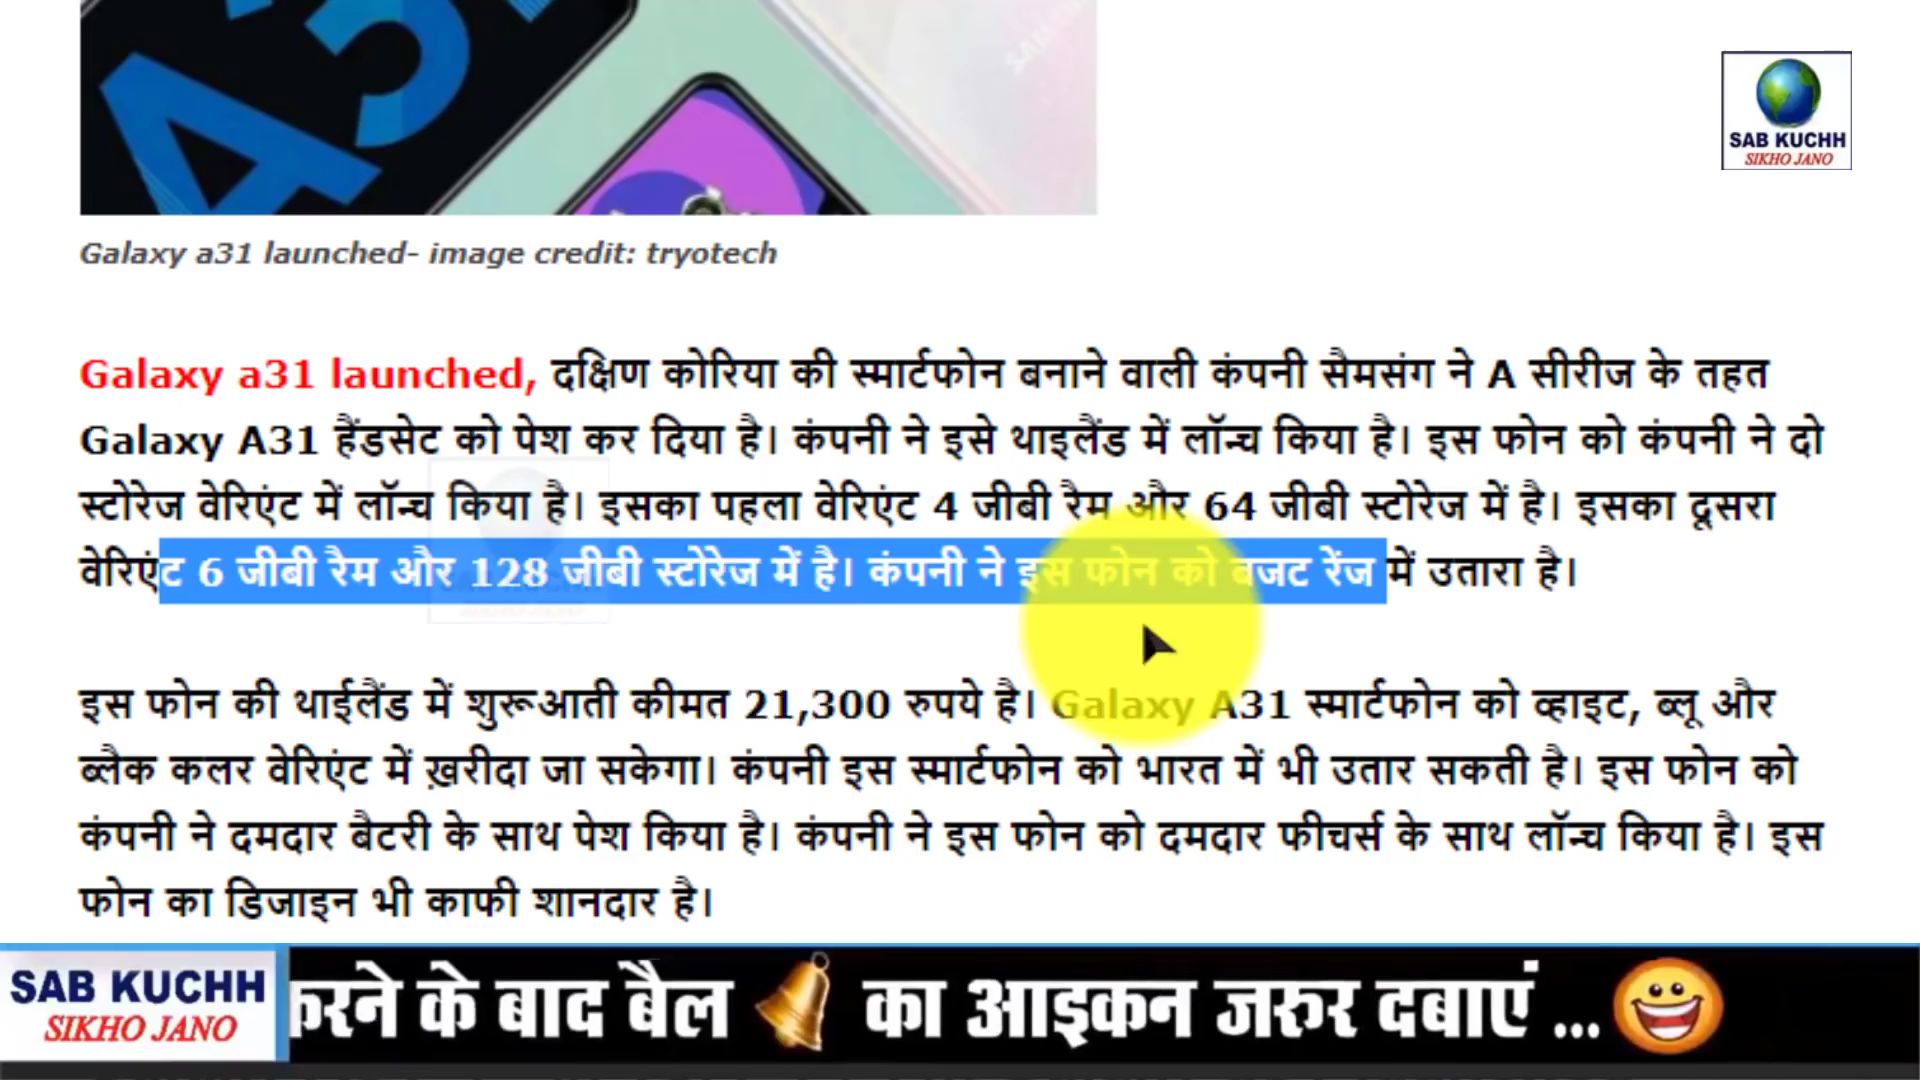 A3
SAB KUCHH
SIKHO JANO
Galaxy a31 launched- image credit: tryotech
Galaxy a31 launched, दक्षिण कोरिया की स्मार्टफोन बनाने वाली कंपनी सैमसंग ने A सीरीज के तहत
Galaxy A31 हैंडसेट को पेश कर दिया है। कंपनी ने इसे थाइलैंड में लॉन्च किया है। इस फोन को कंपनी ने दो
स्टोरेज वेरिएंट में लॉन्च किया है। इसका पहला वेरिएंट 4 जीबी रैम और 64 जीबी स्टोरेज में है। इसका दूसरा
वेरिएंट 6 जीबी रैम और 128 जीबी स्टोरेज में है। कंपनी ने इस फोन को बजट रेंज में उतारा है।
इस फोन की थाईलैंड में शुरूआती कीमत 21,300 रुपये है। Galaxy A31 स्मार्टफोन को व्हाइट, ब्लू और
ब्लैक कलर वेरिएंट में ख़रीदा जा सकेगा। कंपनी इस स्मार्टफोन को भारत में भी उतार सकती है। इस फोन को
कंपनी ने दमदार बैटरी के साथ पेश किया है। कंपनी ने इस फोन को दमदार फीचर्स के साथ लॉन्च किया है। इस
फोन का डिजाइन भी काफी शानदार है।
SAB KUCHH
SIKHO JANO
करने के बाद बैल का आइकन जरुर दबाएं ...